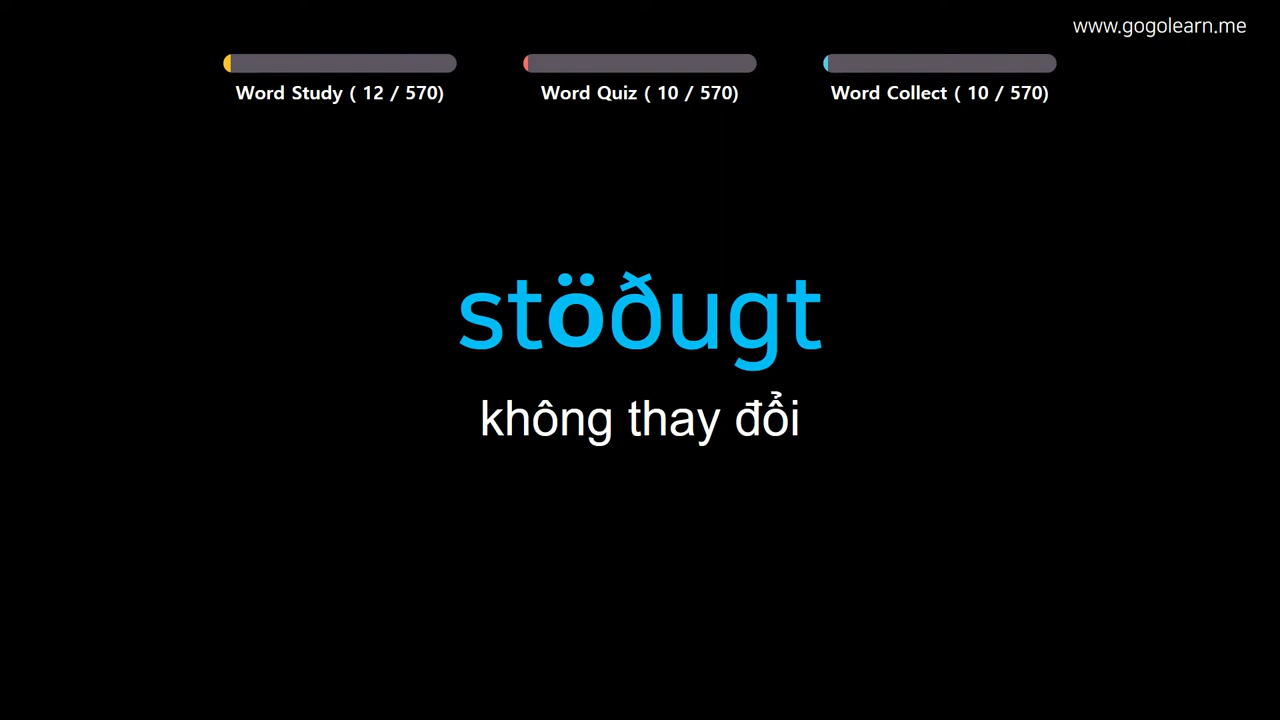 www.gogolearn.me
Word Study ( 12 / 570)
Word Quiz ( 10 / 570)
Word Collect ( 10 / 570)
stöðugt
không thay đổi